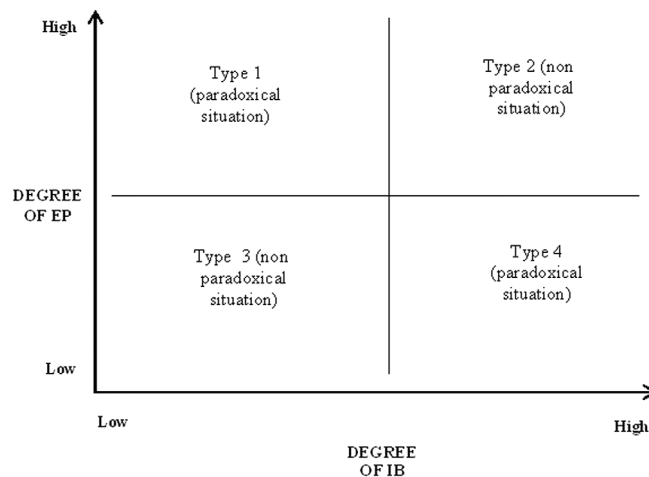 High
Type 1
(paradoxical
situation)
Type 2 (non
paradoxical
situation)
DEGREE
OF EP
Type 3 (non
paradoxical
situation)
Type 4
(paradoxical
situation)
Low
Low
High
DEGREE
OF IB